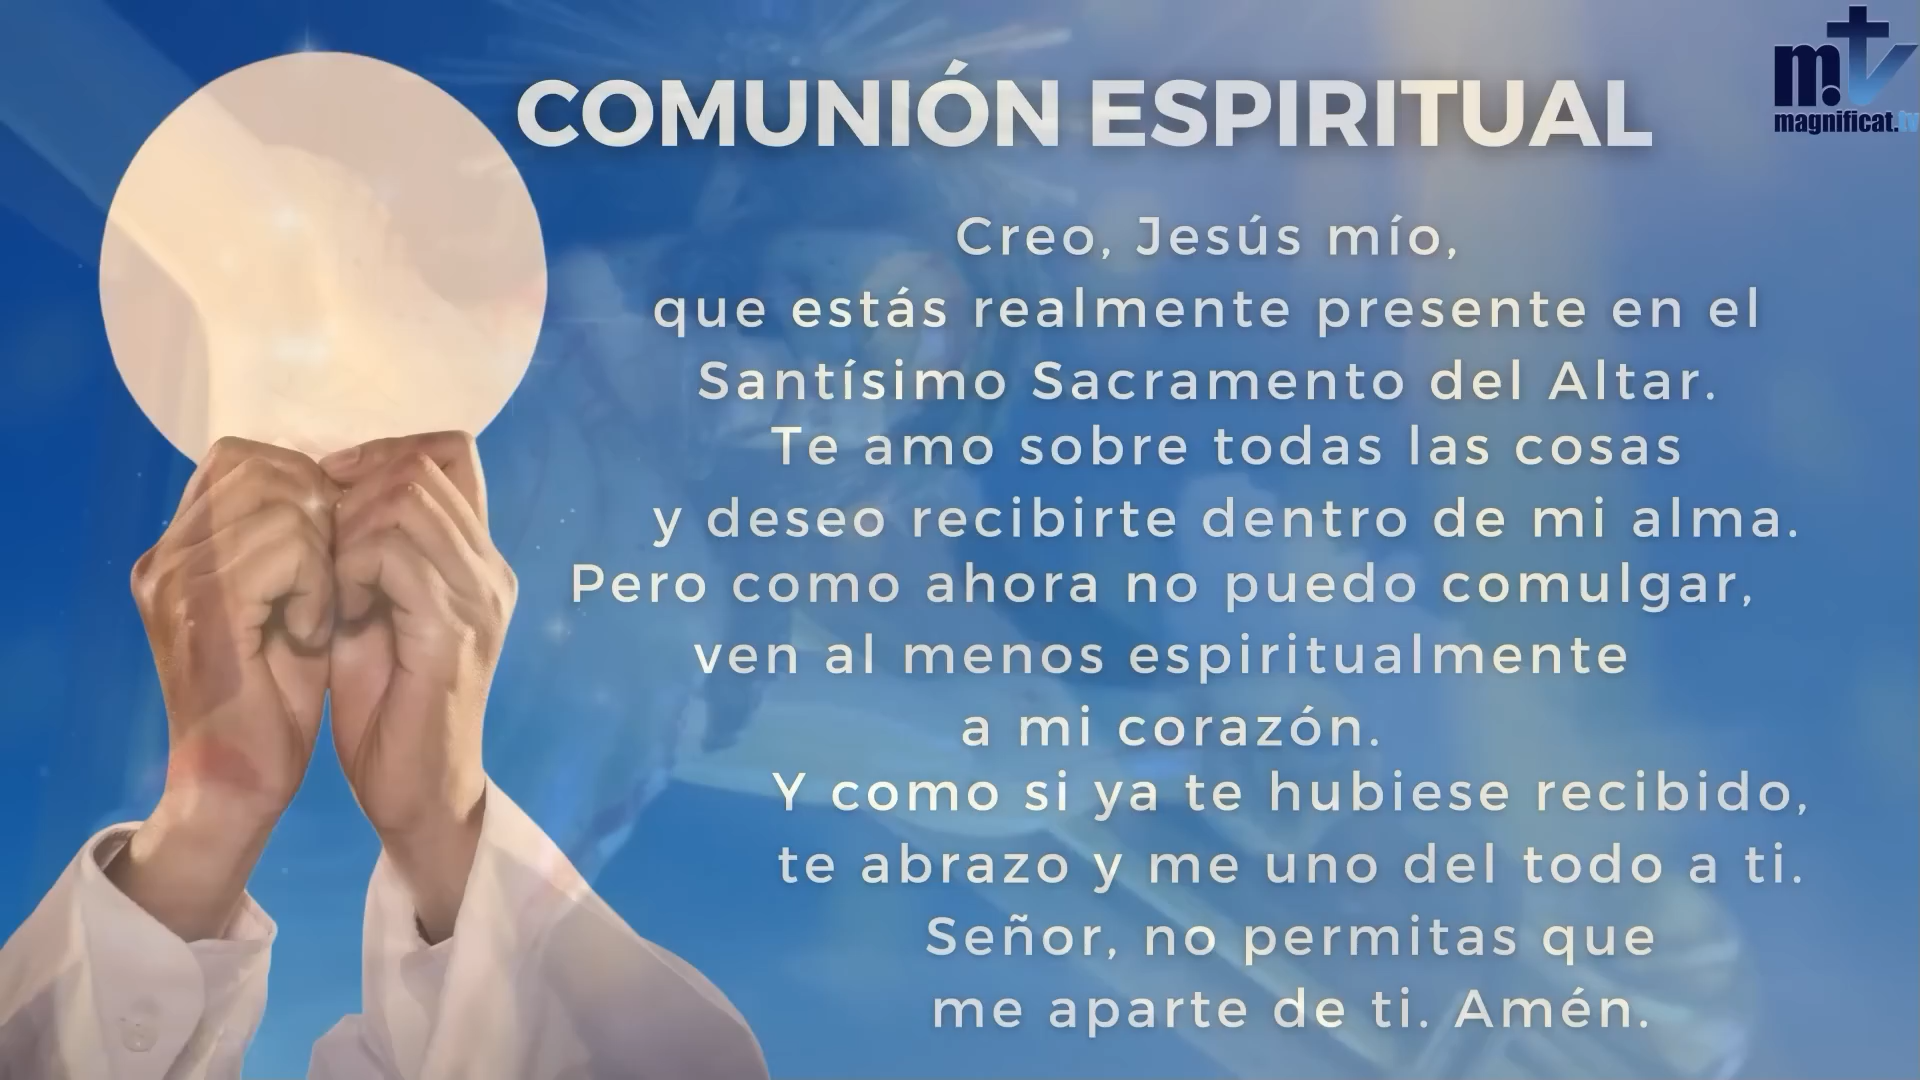 COMUNIÓN ESPIRITUAL
mtv
magnificat.tv
Creo, Jesús mío,
que estás realmente presente en el
Santísimo Sacramento del Altar.
Te amo sobre todas las cosas
y deseo recibirte dentro de mi alma.
Pero como ahora no puedo comulgar,
ven al menos espiritualmente
a mi corazón.
Y como si ya te hubiese recibido,
te abrazo y me uno del todo a ti.
Señor, no permitas que
me aparte de ti. Amén.